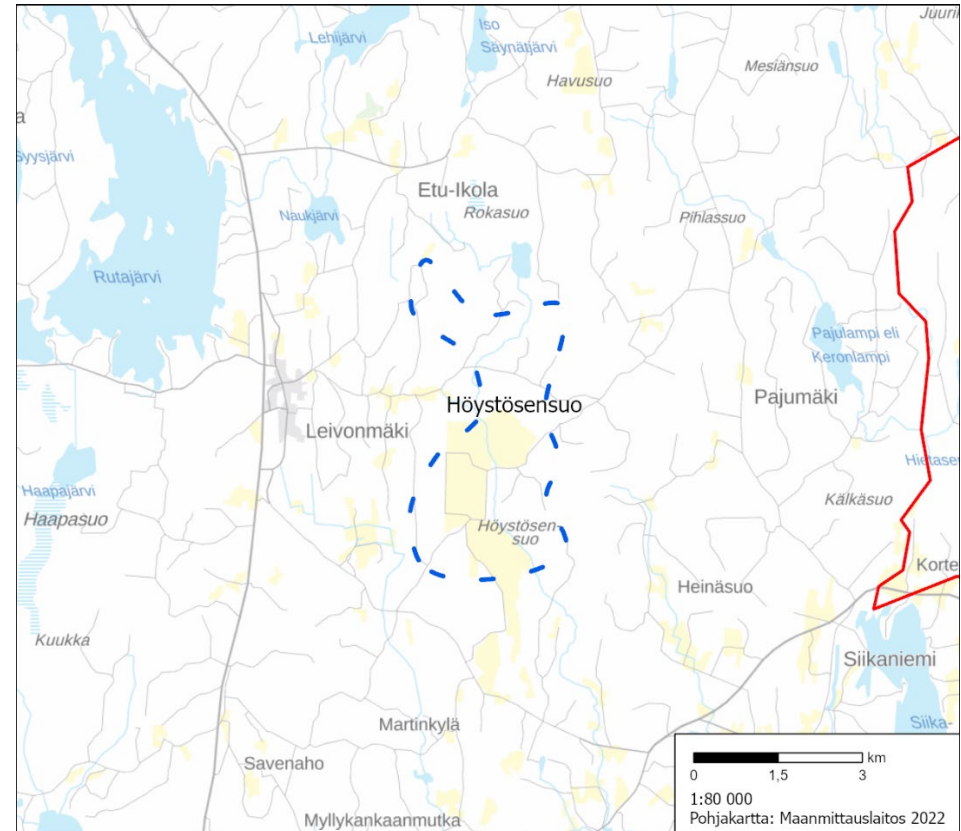 Juuri
Lehijärvi
Iso
Säynätjärvi
Havusuo
Mesiänsuo
a
Syysjärvi
Etu-Ikola
Rokasuo
Naukjärvi
Pihlassuo
Rutajärvi
Pajulampi eli
Keronlampi
Höystösensuo
Pajumäki
Leivonmäki
Hietase
Haapajärvi
Haapasuo
Kälkäsuo
Höystösen-
suo
Korte
Heinäsuo
Kuukka
Siikaniemi
Siika-
Martinkylä
Savenaho
Myllykankaanmutka
km
0 1,5 3
1:80 000
Pohjakartta: Maanmittauslaitos 2022